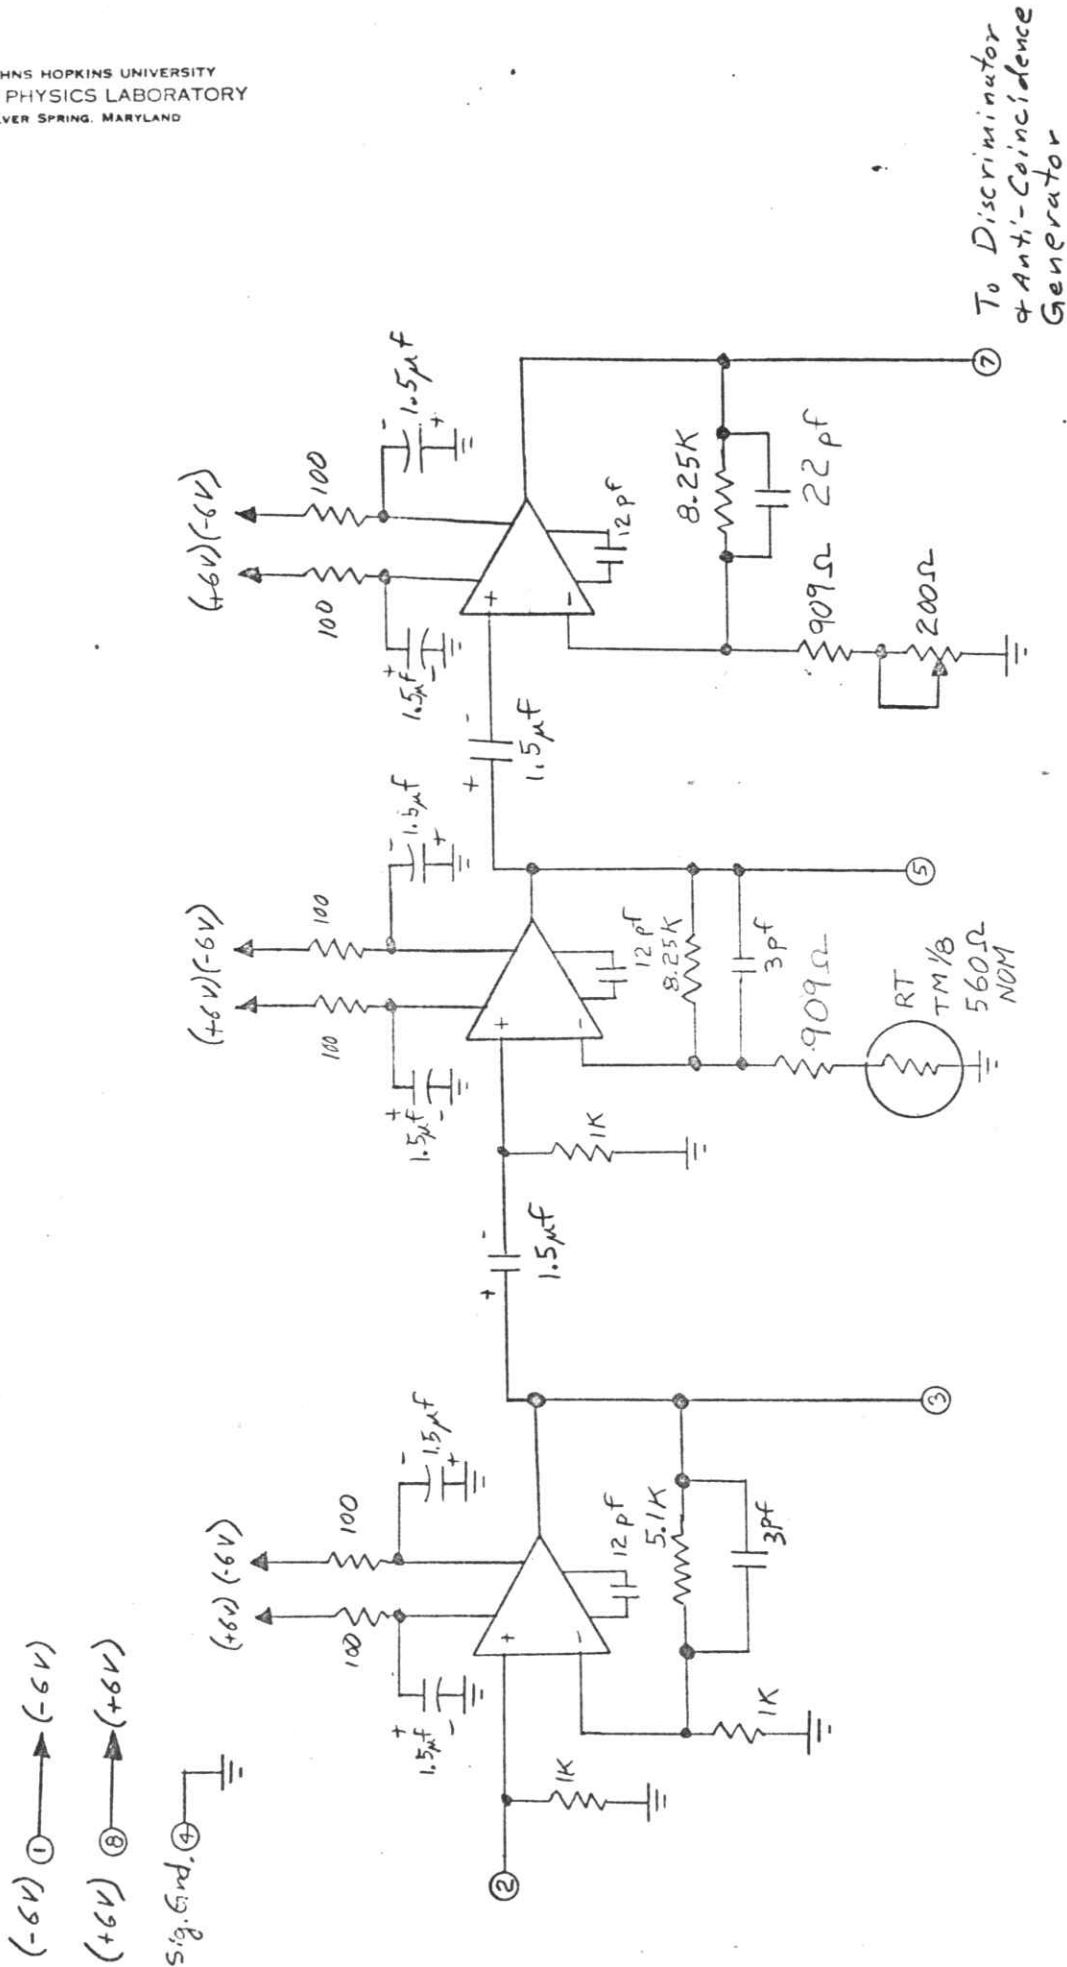 HNS HOPKINS UNIVERSITY
PHYSICS LABORATORY
VER SPRING, MARYLAND
(-6V) ① (-6V)
(+6V) ⑧ (+6V)
Sig. Gnd. ④
②
1K
1.5μf
+
-
(+6V) (-6V)
100
100
-
1.5μf
+
+
-
12pf
1K
5.1K
3pf
③
+
-
1.5μf
1K
(+6V) (-6V)
100
100
+
1.5μf
-
-
1.5μf
+
+
-
12pf
8.25K
3pf
909Ω
RT
TM 1/8
560Ω
NOM
⑤
+
-
1.5μf
(+6V) (-6V)
100
100
+
1.5μf
-
-
1.5μf
+
+
-
12pf
8.25K
22pf
909Ω
200Ω
⑦
To Discriminator
& Anti-Coincidence
Generator